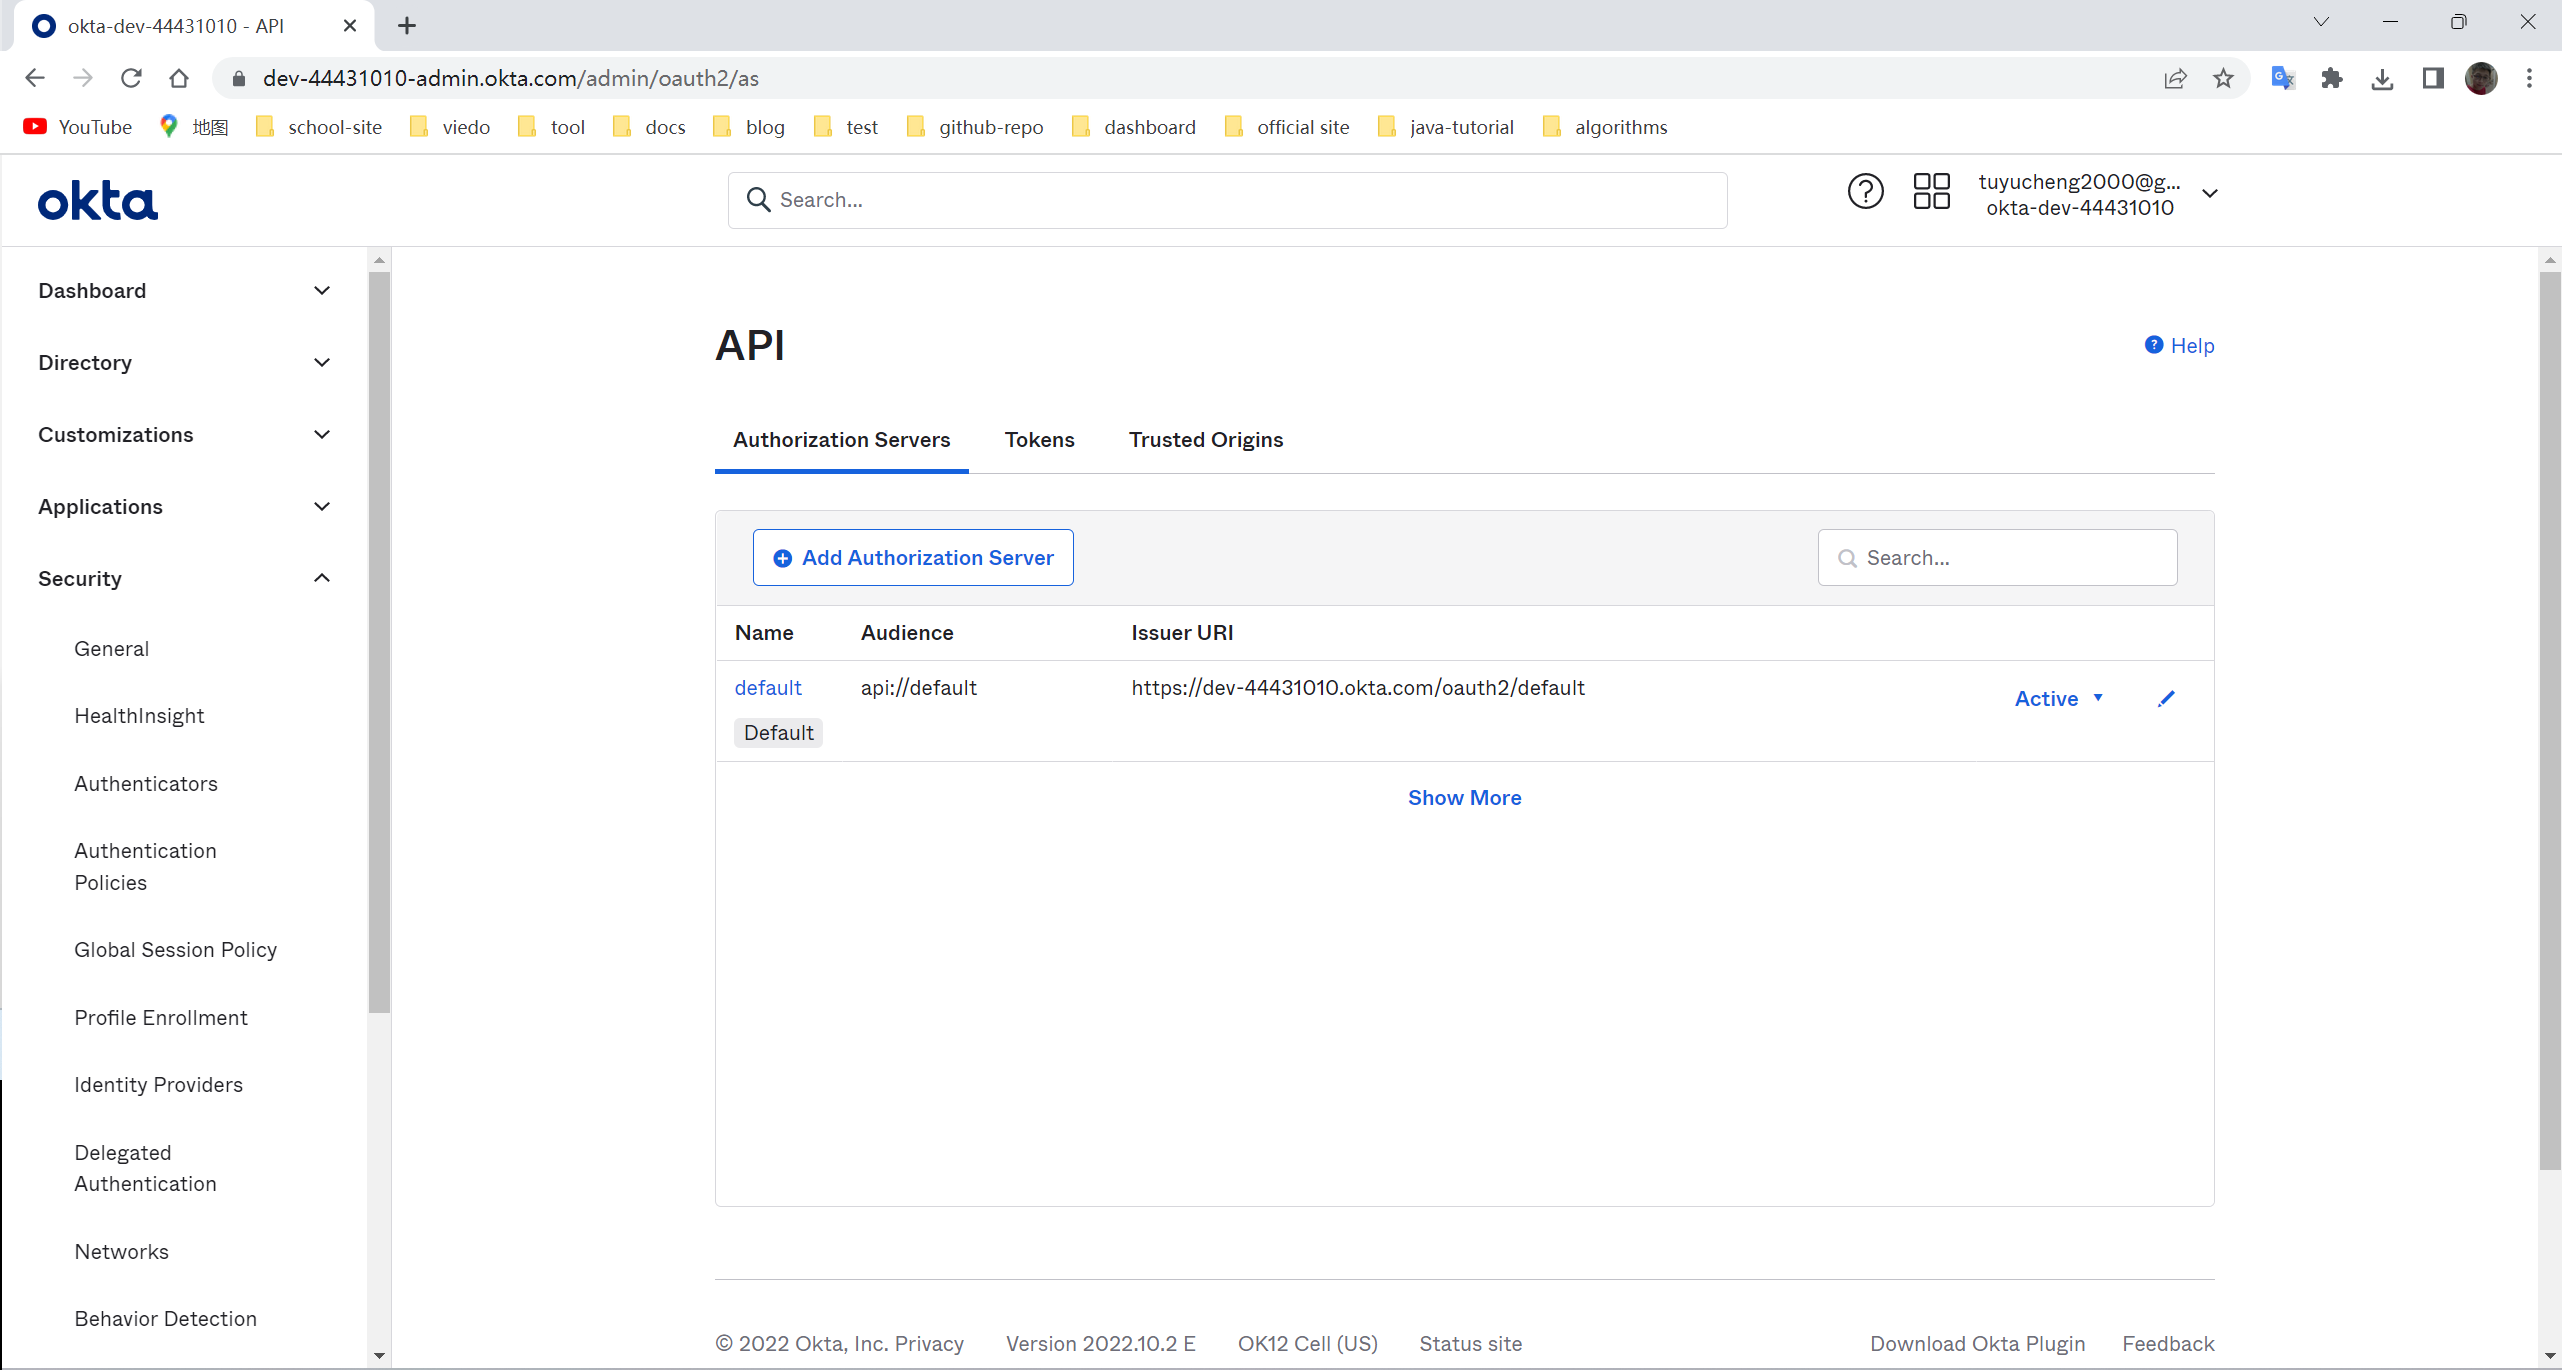 okta-dev-44431010 - API
dev-44431010-admin.okta.com/admin/oauth2/as
YouTube 地图 school-site viedo tool docs blog test github-repo dashboard official site java-tutorial algorithms
okta
Search...
tuyucheng2000@g...
okta-dev-44431010
Dashboard
Directory
Customizations
Applications
Security
General
HealthInsight
Authenticators
Authentication
Policies
Global Session Policy
Profile Enrollment
Identity Providers
Delegated
Authentication
Networks
Behavior Detection
API
Help
Authorization Servers Tokens Trusted Origins
Add Authorization Server
Search...
Name Audience Issuer URI
default api://default https://dev-44431010.okta.com/oauth2/default
Active
Default
Show More
© 2022 Okta, Inc. Privacy Version 2022.10.2 E OK12 Cell (US) Status site Download Okta Plugin Feedback